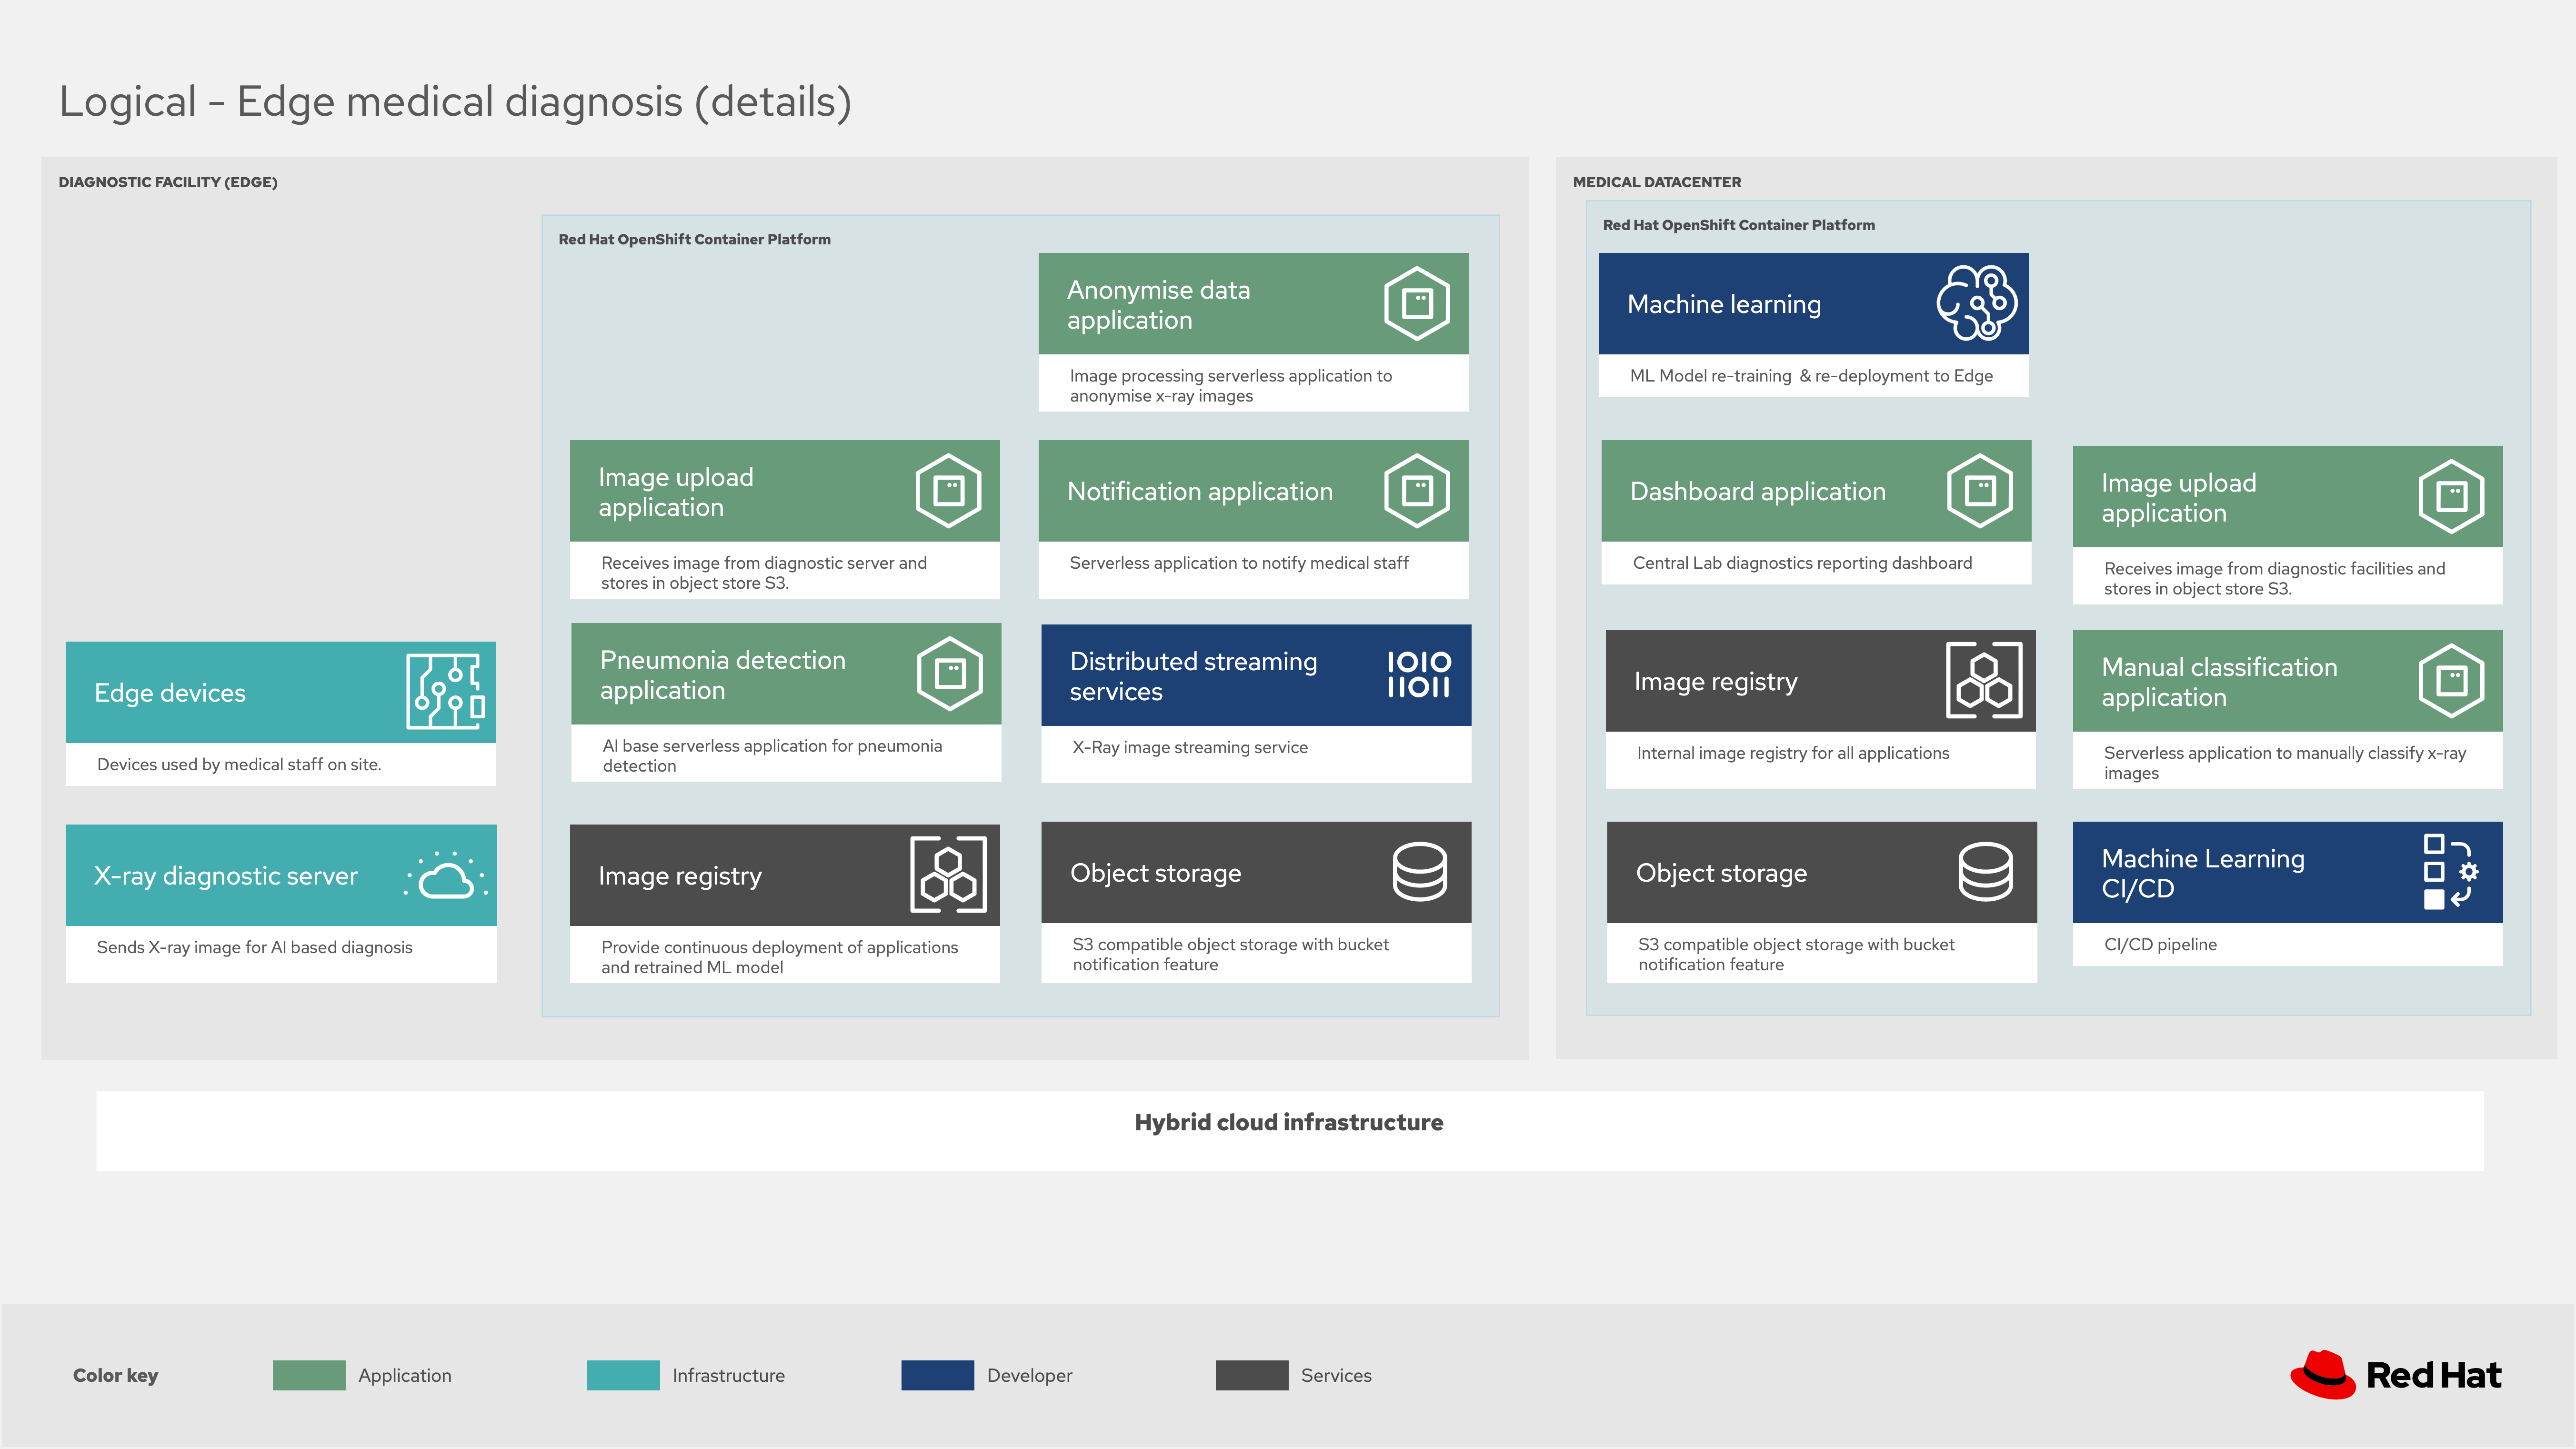 Logical - Edge medical diagnosis (details)
DIAGNOSTIC FACILITY (EDGE)
Red Hat OpenShift Container Platform
Anonymise data
application
Image processing serverless application to
anonymise x-ray images
Image upload
application
Receives image from diagnostic server and
stores in object store S3.
Notification application
Serverless application to notify medical staff
Edge devices
Devices used by medical staff on site.
Pneumonia detection
application
AI base serverless application for pneumonia
detection
Distributed streaming
services
X-Ray image streaming service
X-ray diagnostic server
Sends X-ray image for AI based diagnosis
Image registry
Provide continuous deployment of applications
and retrained ML model
Object storage
S3 compatible object storage with bucket
notification feature
MEDICAL DATACENTER
Red Hat OpenShift Container Platform
Machine learning
ML Model re-training & re-deployment to Edge
Dashboard application
Central Lab diagnostics reporting dashboard
Image upload
application
Receives image from diagnostic facilities and
stores in object store S3.
Image registry
Internal image registry for all applications
Manual classification
application
Serverless application to manually classify x-ray
images
Object storage
S3 compatible object storage with bucket
notification feature
Machine Learning
CI/CD
CI/CD pipeline
Hybrid cloud infrastructure
Color key
Application
Infrastructure
Developer
Services
Red Hat